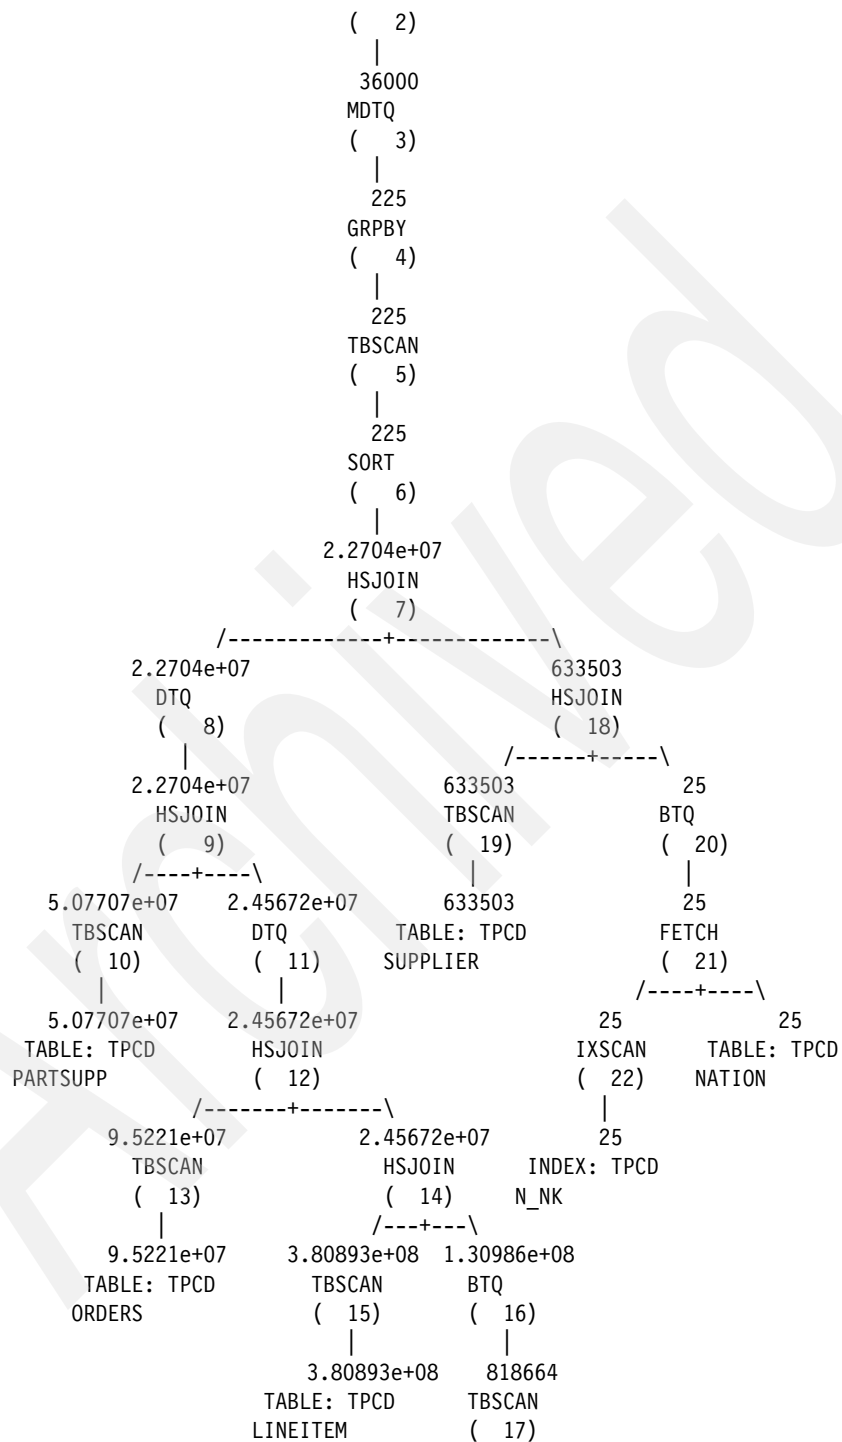 (   2)
|
36000
MDTQ
(   3)
|
225
GRPBY
(   4)
|
225
TBSCAN
(   5)
|
225
SORT
(   6)
|
2.2704e+07
HSJOIN
(   7)
/-------------+-------------\
2.2704e+07 633503
DTQ HSJOIN
(   8) (  18)
| /------+-----\
2.2704e+07 633503 25
HSJOIN TBSCAN BTQ
(   9) (  19) (  20)
/----+----\ | |
5.07707e+07 2.45672e+07 633503 25
TBSCAN DTQ TABLE: TPCD FETCH
(  10) (  11) SUPPLIER (  21)
| | /----+----\
5.07707e+07 2.45672e+07 25 25
TABLE: TPCD HSJOIN IXSCAN TABLE: TPCD
PARTSUPP (  12) (  22) NATION
/-------+-------\ |
9.5221e+07 2.45672e+07 25
TBSCAN HSJOIN INDEX: TPCD
(  13) (  14) N_NK
| /---+---\
9.5221e+07 3.80893e+08 1.30986e+08
TABLE: TPCD TBSCAN BTQ
ORDERS (  15) (  16)
| |
3.80893e+08 818664
TABLE: TPCD TBSCAN
LINEITEM (  17)
Archived